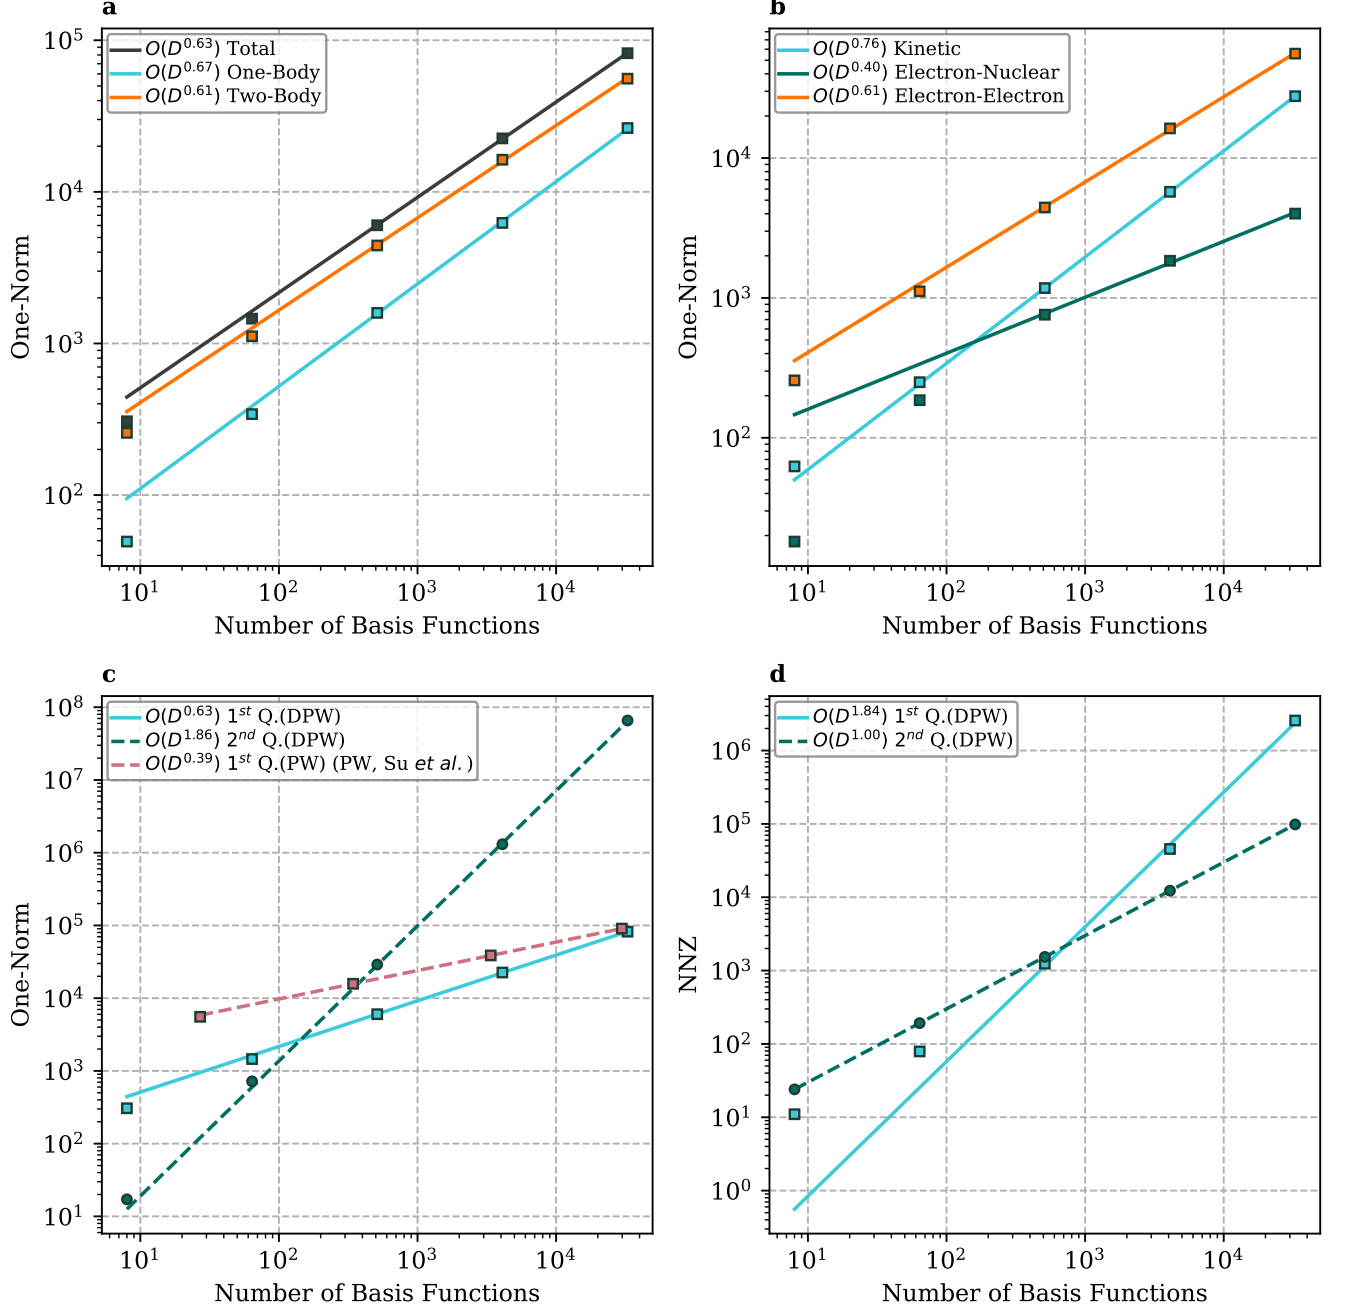 a
10^5
10^4
10^3
10^2
O(D^0.63) Total
O(D^0.67) One-Body
O(D^0.61) Two-Body
One-Norm
10^1 10^2 10^3 10^4
Number of Basis Functions
b
10^4
10^3
10^2
O(D^0.76) Kinetic
O(D^0.40) Electron-Nuclear
O(D^0.61) Electron-Electron
One-Norm
10^1 10^2 10^3 10^4
Number of Basis Functions
c
10^8
10^7
10^6
10^5
10^4
10^3
10^2
10^1
O(D^0.63) 1^st Q.(DPW)
O(D^1.86) 2^nd Q.(DPW)
O(D^0.39) 1^st Q.(PW) (PW, Su et al.)
One-Norm
10^1 10^2 10^3 10^4
Number of Basis Functions
d
10^6
10^5
10^4
10^3
10^2
10^1
10^0
O(D^1.84) 1^st Q.(DPW)
O(D^1.00) 2^nd Q.(DPW)
NNZ
10^1 10^2 10^3 10^4
Number of Basis Functions